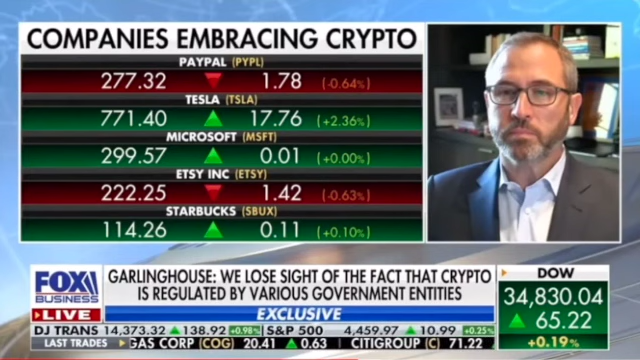 COMPANIES EMBRACING CRYPTO
PAYPAL (PYPL)
277.32 ▼ 1.78 (-0.64%)
TESLA (TSLA)
771.40 ▲ 17.76 (+2.36%)
MICROSOFT (MSFT)
299.57 ▲ 0.01 (+0.00%)
ETSY INC (ETSY)
222.25 ▼ 1.42 (-0.63%)
STARBUCKS (SBUX)
114.26 ▲ 0.11 (+0.10%)
FOX
BUSINESS
LIVE
GARLINGHOUSE: WE LOSE SIGHT OF THE FACT THAT CRYPTO
IS REGULATED BY VARIOUS GOVERNMENT ENTITIES
EXCLUSIVE
DOW
34,830.04
▲ 65.22
+0.19%
DJ TRANS 14,373.32 ▲ 138.92 +0.98% S&P 500 4,459.97 ▲ 10.99 +0.25%
LAST TRADES GAS CORP (COG) 20.41 ▲ 0.63 CITIGROUP (C) ▲ 71.22